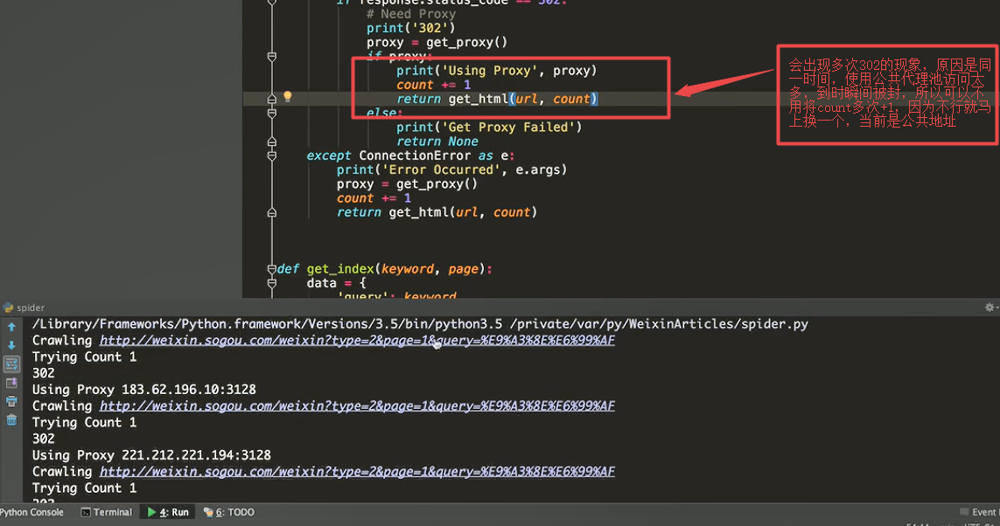 if response.status_code == 302:
# Need Proxy
print('302')
proxy = get_proxy()
if proxy:
print('Using Proxy', proxy)
count += 1
return get_html(url, count)
else:
print('Get Proxy Failed')
return None
except ConnectionError as e:
print('Error Occurred', e.args)
proxy = get_proxy()
count += 1
return get_html(url, count)
def get_index(keyword, page):
data = {
'query': keyword
会出现多次302的现象，原因是同
一时间，使用公共代理池访问太
多，到时瞬间被封，所以可以不
用将count多次+1，因为不行就马
上换一个，当前是公共地址
spider
/Library/Frameworks/Python.framework/Versions/3.5/bin/python3.5 /private/var/py/WeixinArticles/spider.py
Crawling http://weixin.sogou.com/weixin?type=2&page=1&query=%E9%A3%8E%E6%99%AF
Trying Count 1
302
Using Proxy 183.62.196.10:3128
Crawling http://weixin.sogou.com/weixin?type=2&page=1&query=%E9%A3%8E%E6%99%AF
Trying Count 1
302
Using Proxy 221.212.221.194:3128
Crawling http://weixin.sogou.com/weixin?type=2&page=1&query=%E9%A3%8E%E6%99%AF
Trying Count 1
302
Python Console Terminal 4: Run 6: TODO Event